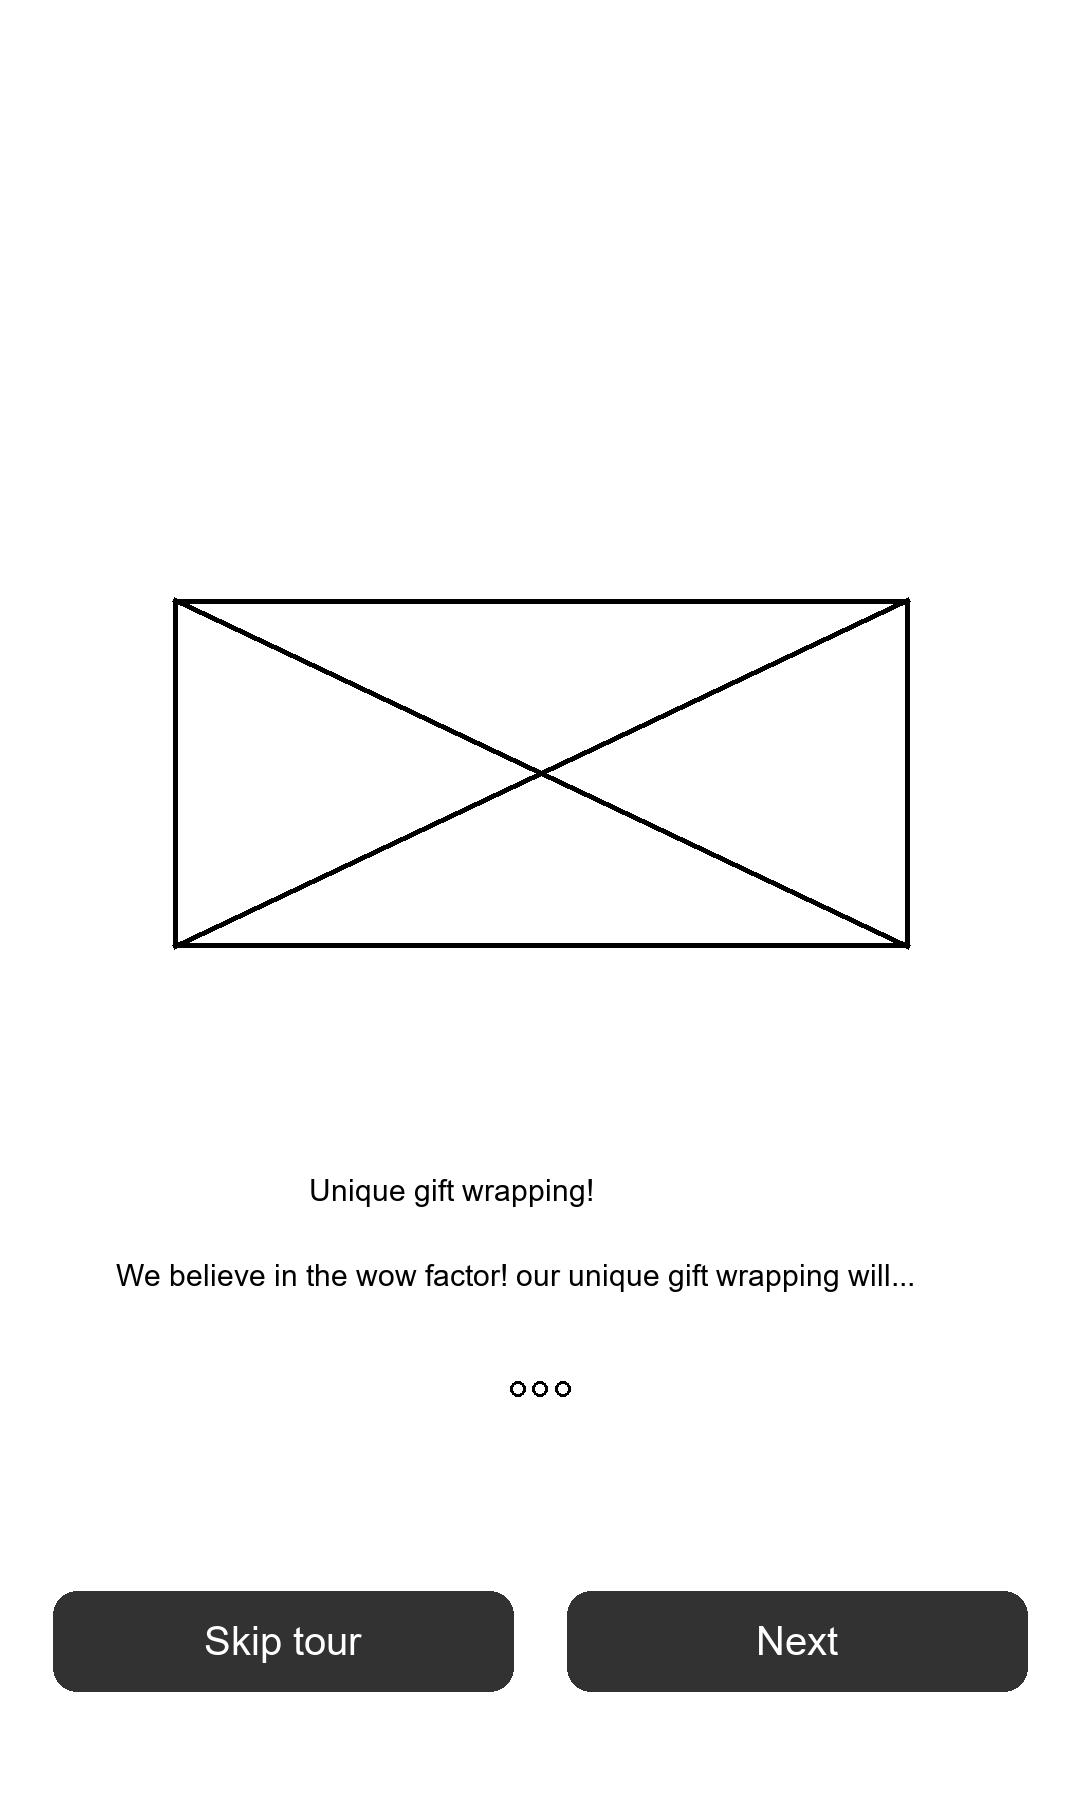 Unique gift wrapping!
We believe in the wow factor! our unique gift wrapping will...
Skip tour
Next